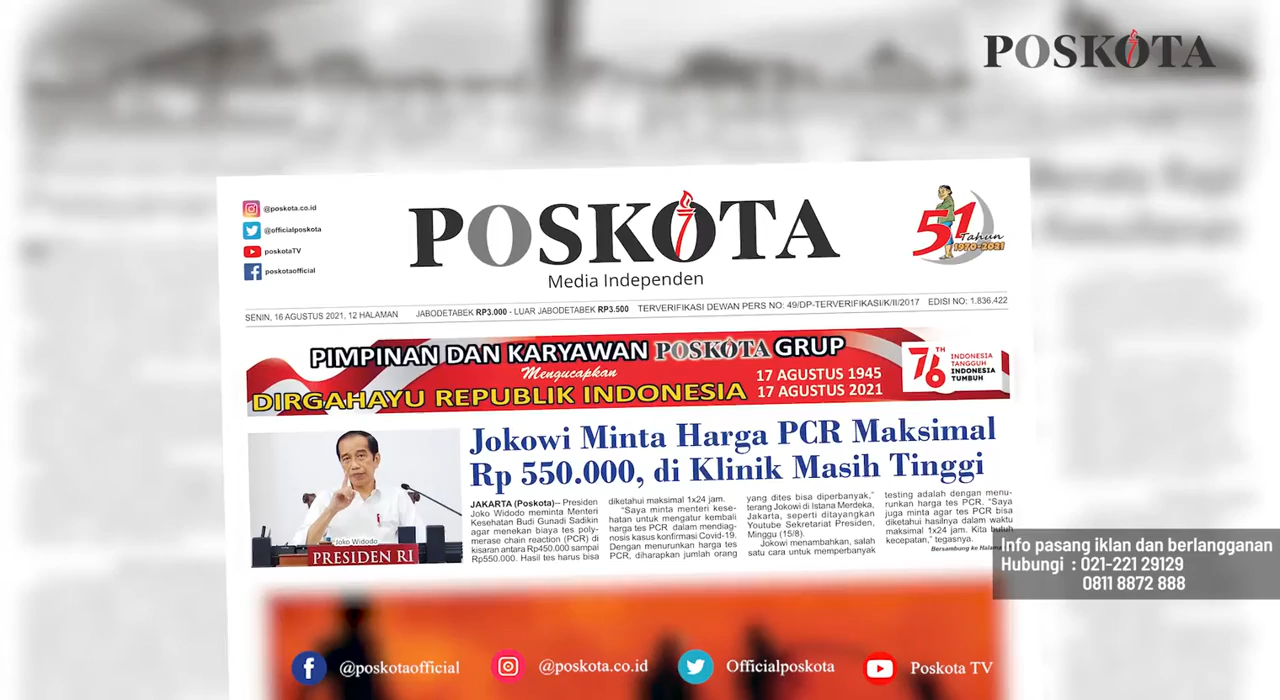 POSKOTA
@poskota.co.id
@officialposkota
poskotaTV
poskotaofficial
POSKOTA
Media Independen
51
Tahun
1970-2021
SENIN, 16 AGUSTUS 2021, 12 HALAMAN
JABODETABEK RP3.000 - LUAR JABODETABEK RP3.500
TERVERIFIKASI DEWAN PERS NO: 49/DP-TERVERIFIKASI/K/II/2017
EDISI NO: 1.836.422
PIMPINAN DAN KARYAWAN POSKOTA GRUP
Mengucapkan
DIRGAHAYU REPUBLIK INDONESIA
17 AGUSTUS 1945
17 AGUSTUS 2021
76TH
INDONESIA
TANGGUH
INDONESIA
TUMBUH
Jokowi Minta Harga PCR Maksimal
Rp 550.000, di Klinik Masih Tinggi
Joko Widodo
PRESIDEN RI
JAKARTA (Poskota)– Presiden
Joko Widodo meminta Menteri
Kesehatan Budi Gunadi Sadikin
agar menekan biaya tes poly-
merase chain reaction (PCR) di
kisaran antara Rp450.000 sampai
Rp550.000. Hasil tes harus bisa
diketahui maksimal 1x24 jam.
"Saya minta menteri kese-
hatan untuk mengatur kembali
harga tes PCR dalam mendiag-
nosis kasus konfirmasi Covid-19.
Dengan menurunkan harga tes
PCR, diharapkan jumlah orang
yang dites bisa diperbanyak,"
terang Jokowi di Istana Merdeka,
Jakarta, seperti ditayangkan
Youtube Sekretariat Presiden,
Minggu (15/8).
Jokowi menambahkan, salah
satu cara untuk memperbanyak
testing adalah dengan menu-
runkan harga tes PCR. "Saya
juga minta agar tes PCR bisa
diketahui hasilnya dalam waktu
maksimal 1x24 jam. Kita butuh
kecepatan," tegasnya.
Bersambung ke
Info pasang iklan dan berlangganan
Hubungi : 021-221 29129
0811 8872 888
@poskotaofficial
@poskota.co.id
Officialposkota
Poskota TV